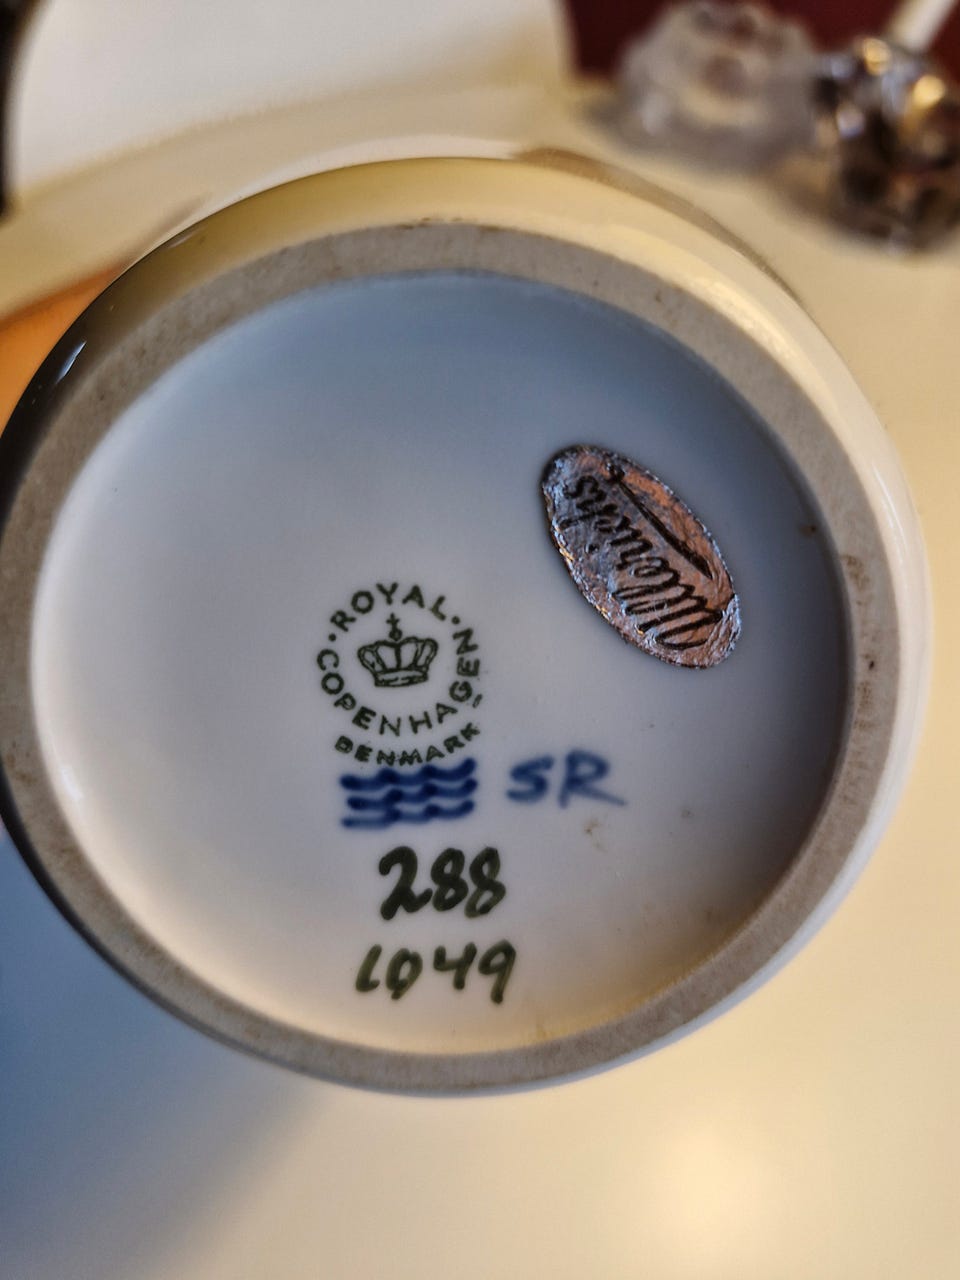 ·ROYAL·
COPENHAGEN
DENMARK
SR
288
1049